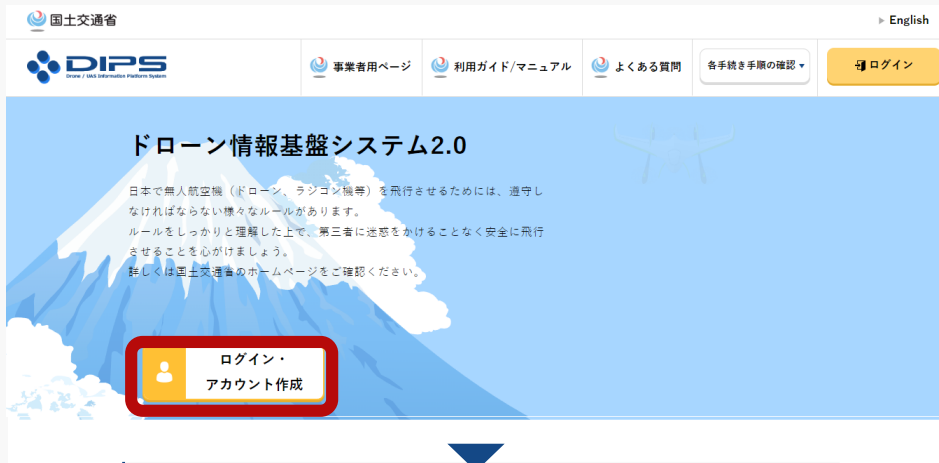 国土交通省
English
DIPS
Drone / UAS Information Platform System
事業者用ページ
利用ガイド/マニュアル
よくある質問
各手続き手順の確認
ログイン
ドローン情報基盤システム2.0
日本で無人航空機（ドローン、ラジコン機等）を飛行させるためには、遵守し
なければならない様々なルールがあります。
ルールをしっかりと理解した上で、第三者に迷惑をかけることなく安全に飛行
させることを心がけましょう。
詳しくは国土交通省のホームページをご確認ください。
ログイン・
アカウント作成